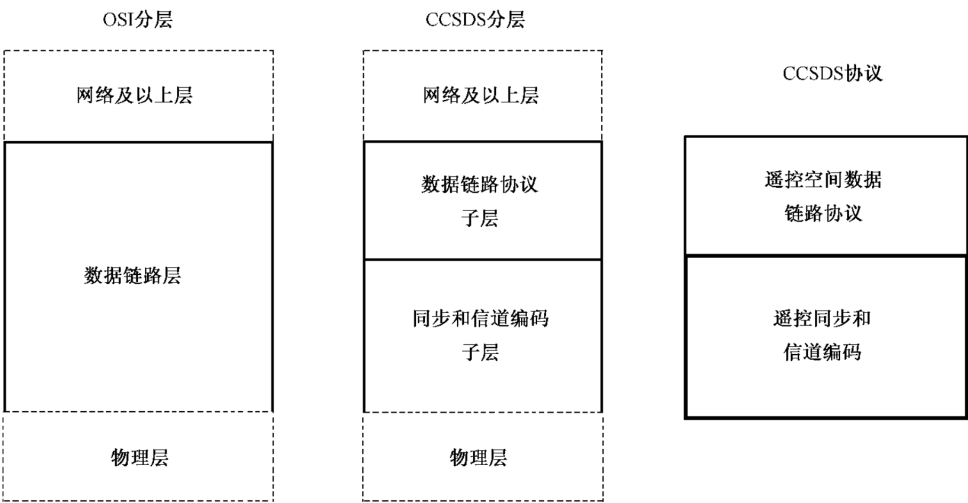 OSI分层
网络及以上层
数据链路层
物理层
CCSDS分层
网络及以上层
数据链路协议
子层
同步和信道编码
子层
物理层
CCSDS协议
遥控空间数据
链路协议
遥控同步和
信道编码